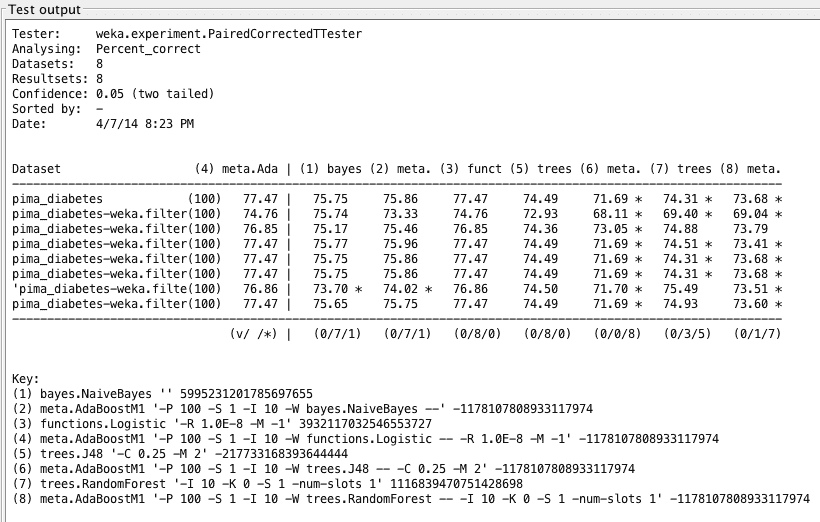 Test output
Tester:     weka.experiment.PairedCorrectedTTester
Analysing:  Percent_correct
Datasets:   8
Resultsets: 8
Confidence: 0.05 (two tailed)
Sorted by:  -
Date:       4/7/14 8:23 PM
Dataset                   (4) meta.Ada | (1) bayes (2) meta. (3) funct (5) trees (6) meta. (7) trees (8) meta.
pima_diabetes            (100)   77.47 |   75.75     75.86     77.47     74.49     71.69 *   74.31 *   73.68 *
pima_diabetes-weka.filter(100)   74.76 |   75.74     73.33     74.76     72.93     68.11 *   69.40 *   69.04 *
pima_diabetes-weka.filter(100)   76.85 |   75.17     75.46     76.85     74.36     73.05 *   74.88     73.79
pima_diabetes-weka.filter(100)   77.47 |   75.77     75.96     77.47     74.49     71.69 *   74.51 *   73.41 *
pima_diabetes-weka.filter(100)   77.47 |   75.75     75.86     77.47     74.49     71.69 *   74.31 *   73.68 *
pima_diabetes-weka.filter(100)   77.47 |   75.75     75.86     77.47     74.49     71.69 *   74.31 *   73.68 *
'pima_diabetes-weka.filte(100)   76.86 |   73.70 *   74.02 *   76.86     74.50     71.70 *   75.49     73.51 *
pima_diabetes-weka.filter(100)   77.47 |   75.65     75.75     77.47     74.49     71.69 *   74.93     73.60 *
(v/ /*) |   (0/7/1)   (0/7/1)   (0/8/0)   (0/8/0)   (0/0/8)   (0/3/5)   (0/1/7)
Key:
(1) bayes.NaiveBayes '' 5995231201785697655
(2) meta.AdaBoostM1 '-P 100 -S 1 -I 10 -W bayes.NaiveBayes --' -1178107808933117974
(3) functions.Logistic '-R 1.0E-8 -M -1' 3932117032546553727
(4) meta.AdaBoostM1 '-P 100 -S 1 -I 10 -W functions.Logistic -- -R 1.0E-8 -M -1' -1178107808933117974
(5) trees.J48 '-C 0.25 -M 2' -217733168393644444
(6) meta.AdaBoostM1 '-P 100 -S 1 -I 10 -W trees.J48 -- -C 0.25 -M 2' -1178107808933117974
(7) trees.RandomForest '-I 10 -K 0 -S 1 -num-slots 1' 1116839470751428698
(8) meta.AdaBoostM1 '-P 100 -S 1 -I 10 -W trees.RandomForest -- -I 10 -K 0 -S 1 -num-slots 1' -1178107808933117974